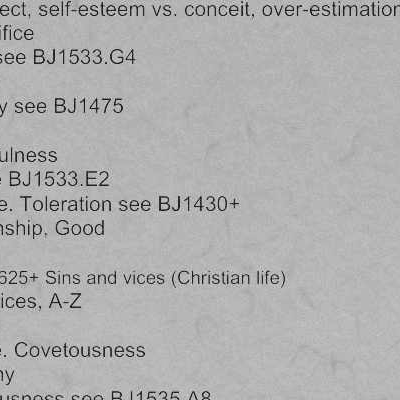 ect, self-esteem vs. conceit, over-estimation
ifice
see BJ1533.G4
y see BJ1475
ulness
e BJ1533.E2
e. Toleration see BJ1430+
nship, Good
625+ Sins and vices (Christian life)
ices, A-Z
e. Covetousness
ny
usness see BJ1535.A8